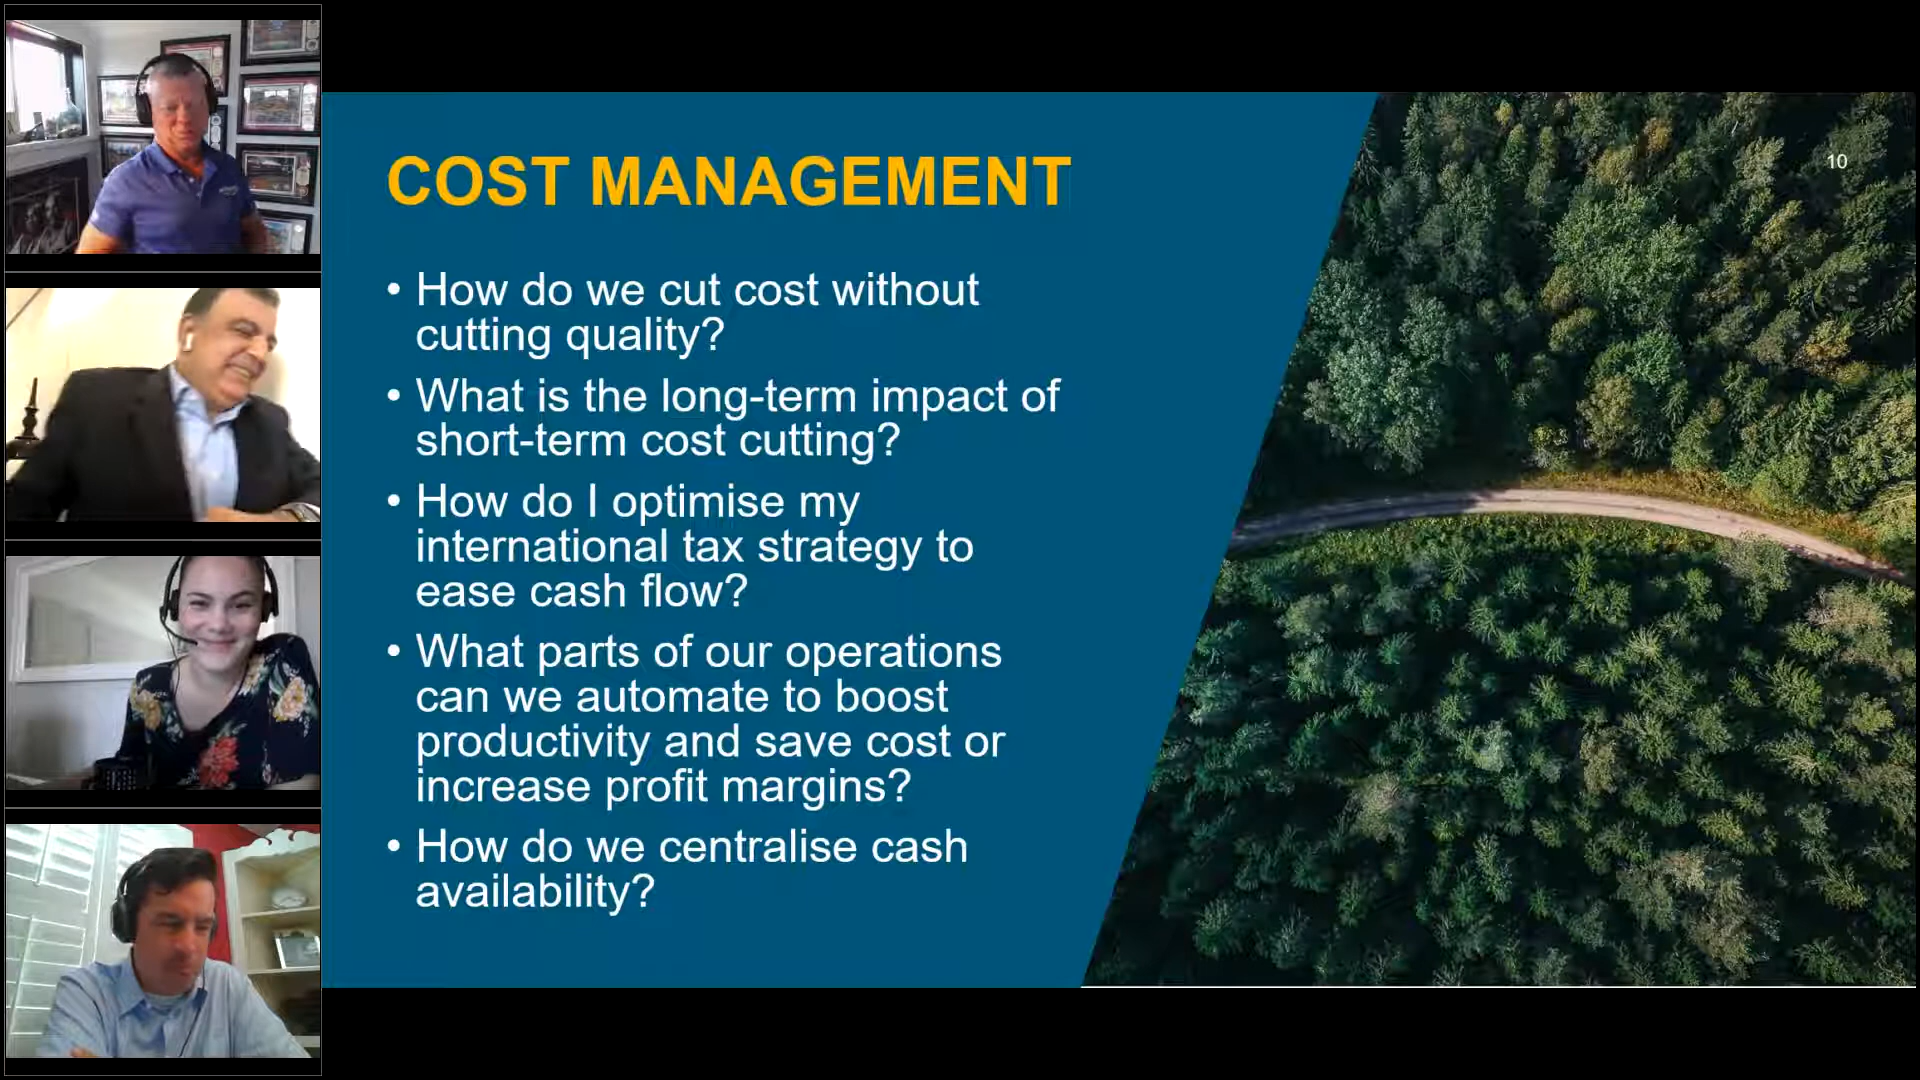 COST MANAGEMENT
10
• How do we cut cost without
cutting quality?
• What is the long-term impact of
short-term cost cutting?
• How do I optimise my
international tax strategy to
ease cash flow?
• What parts of our operations
can we automate to boost
productivity and save cost or
increase profit margins?
• How do we centralise cash
availability?